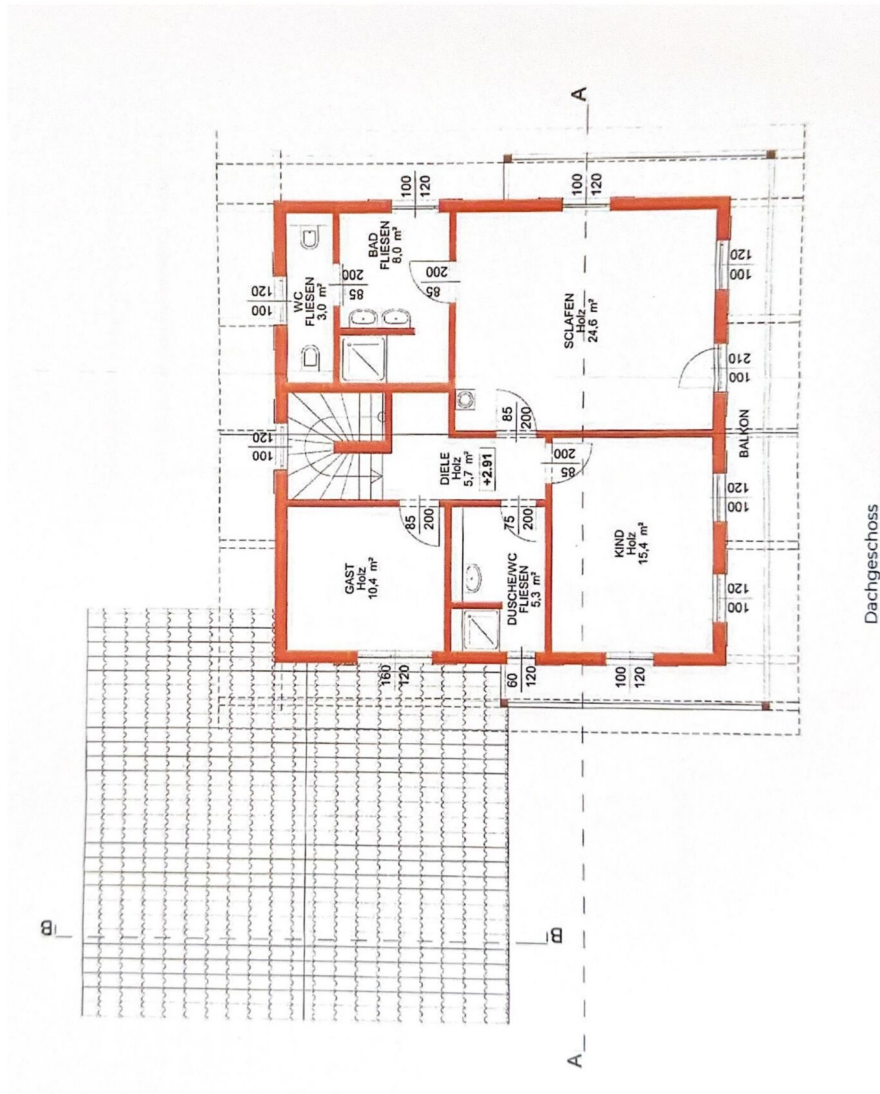 A
100
120
100
120
WC
FLIESEN
3,0 m²
BAD
FLIESEN
8,0 m²
85
200
85
200
100
120
SCLAFEN
Holz
24,6 m²
100
120
100
210
BALKON
100
120
DIELE
Holz
5,7 m²
+2.91
85
200
85
200
85
200
75
200
GAST
Holz
10,4 m²
DUSCHE/WC
FLIESEN
5,3 m²
KIND
Holz
15,4 m²
100
120
100
120
160
120
60
120
100
120
B
B
A
Dachgeschoss